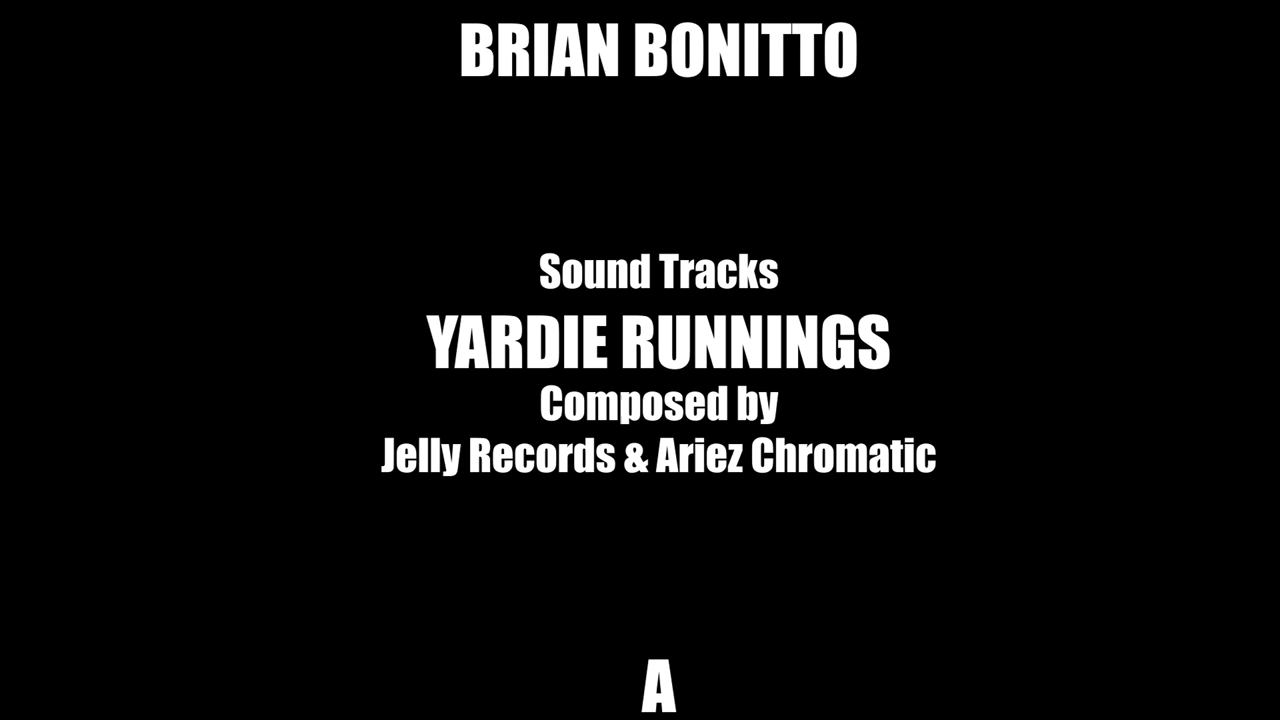 BRIAN BONITTO
Sound Tracks
YARDIE RUNNINGS
Composed by
Jelly Records & Ariez Chromatic
A